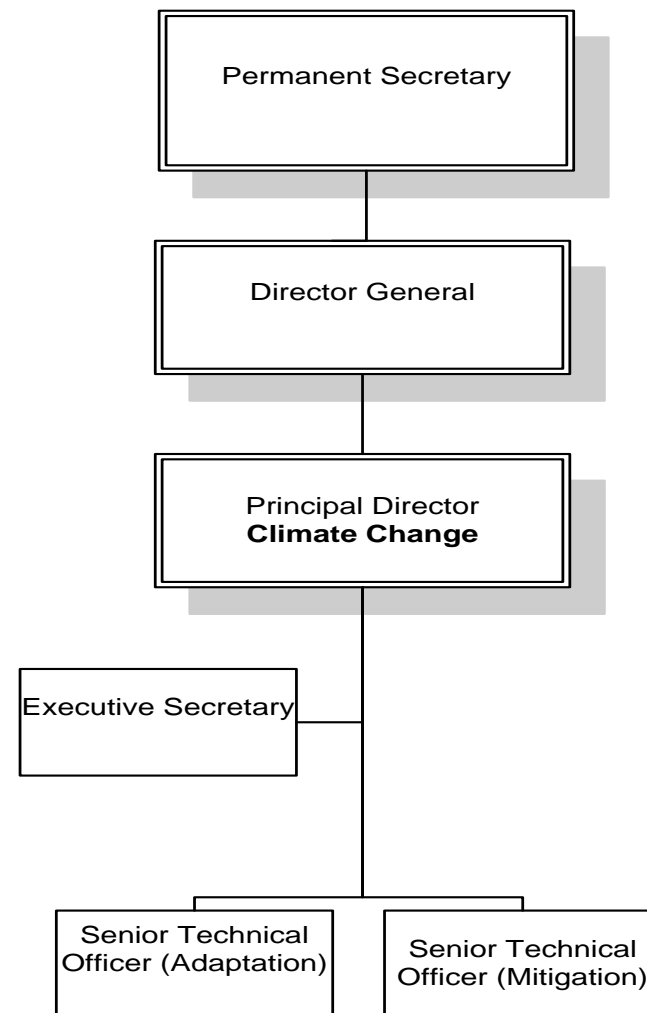 Permanent Secretary
Director General
Principal Director
Climate Change
Executive Secretary
Senior Technical
Officer (Adaptation)
Senior Technical
Officer (Mitigation)